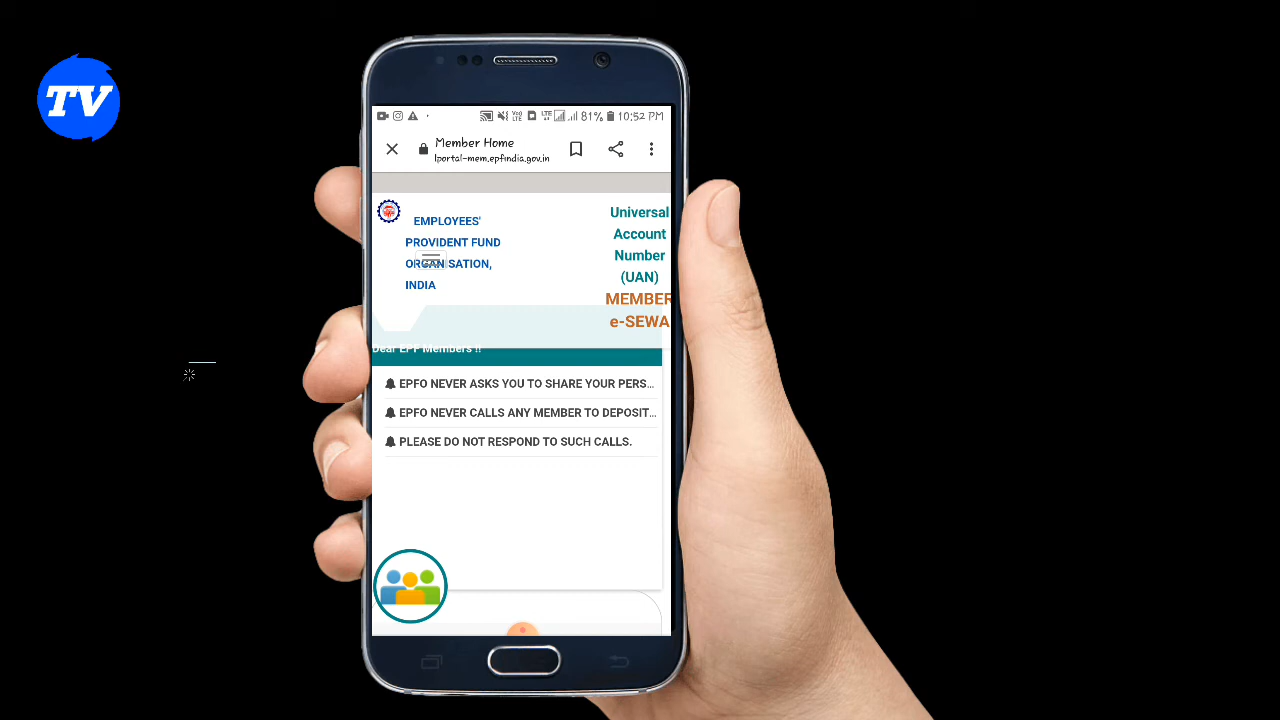 TV
81% 10:52 PM
Member Home
lportal-mem.epfindia.gov.in
EMPLOYEES'
PROVIDENT FUND
ORGANISATION,
INDIA
Universal
Account
Number
(UAN)
MEMBER
e-SEWA
Dear EPF Members !!
EPFO NEVER ASKS YOU TO SHARE YOUR PERS...
EPFO NEVER CALLS ANY MEMBER TO DEPOSIT...
PLEASE DO NOT RESPOND TO SUCH CALLS.